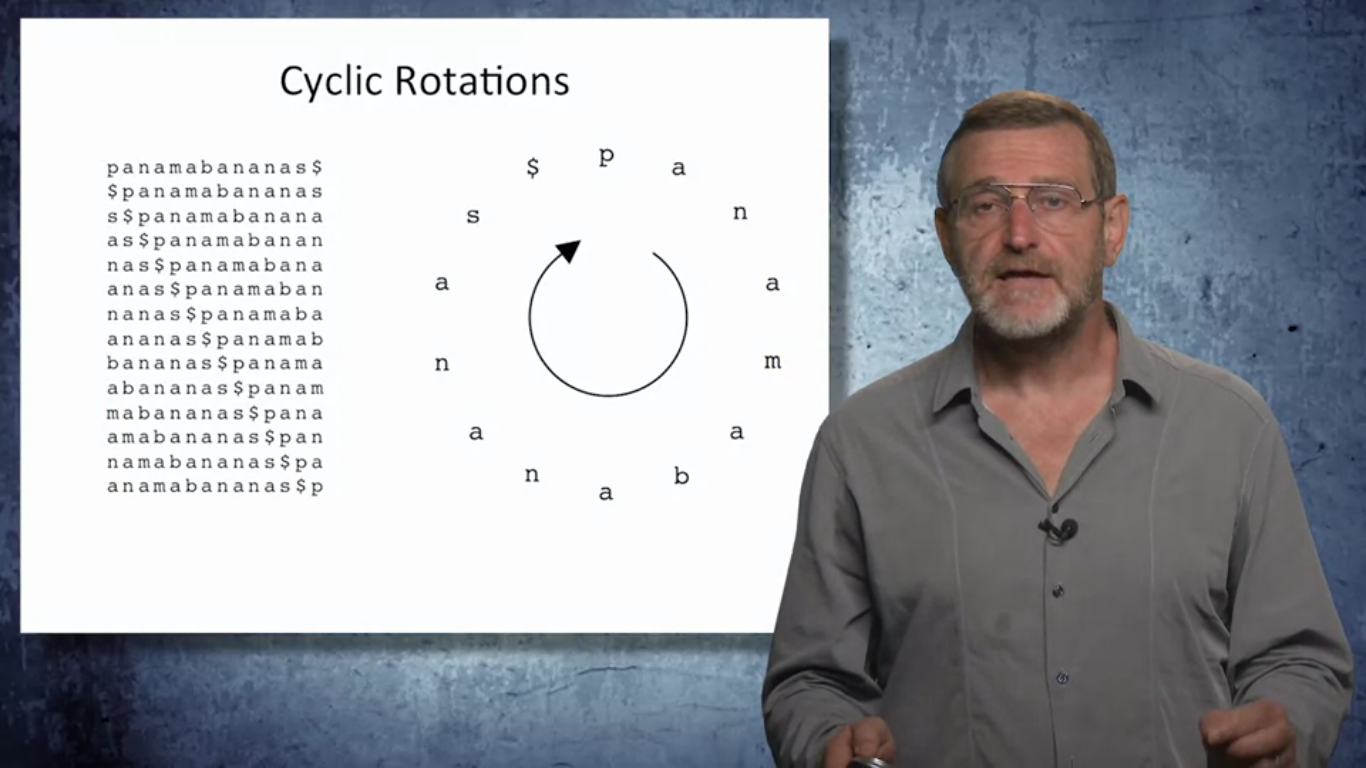 Cyclic Rotations
panamabananas$
$panamabananas
s$panamabanana
as$panamabanan
nas$panamabana
anas$panamaban
nanas$panamaba
ananas$panamab
bananas$panama
abananas$panam
mabananas$pana
amabananas$pan
namabananas$pa
anamabananas$p
p
a
n
a
m
a
b
a
n
a
n
a
s
$